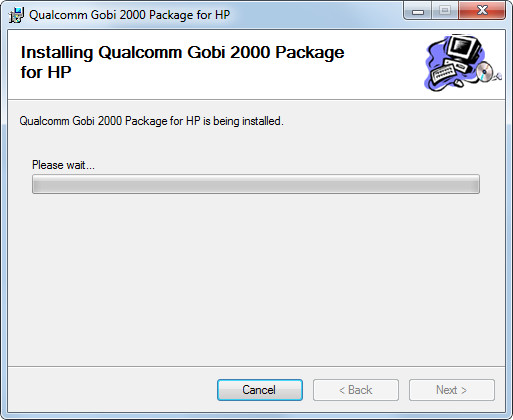 Qualcomm Gobi 2000 Package for HP
Installing Qualcomm Gobi 2000 Package
for HP
Qualcomm Gobi 2000 Package for HP is being installed.
Please wait...
Cancel
< Back
Next >